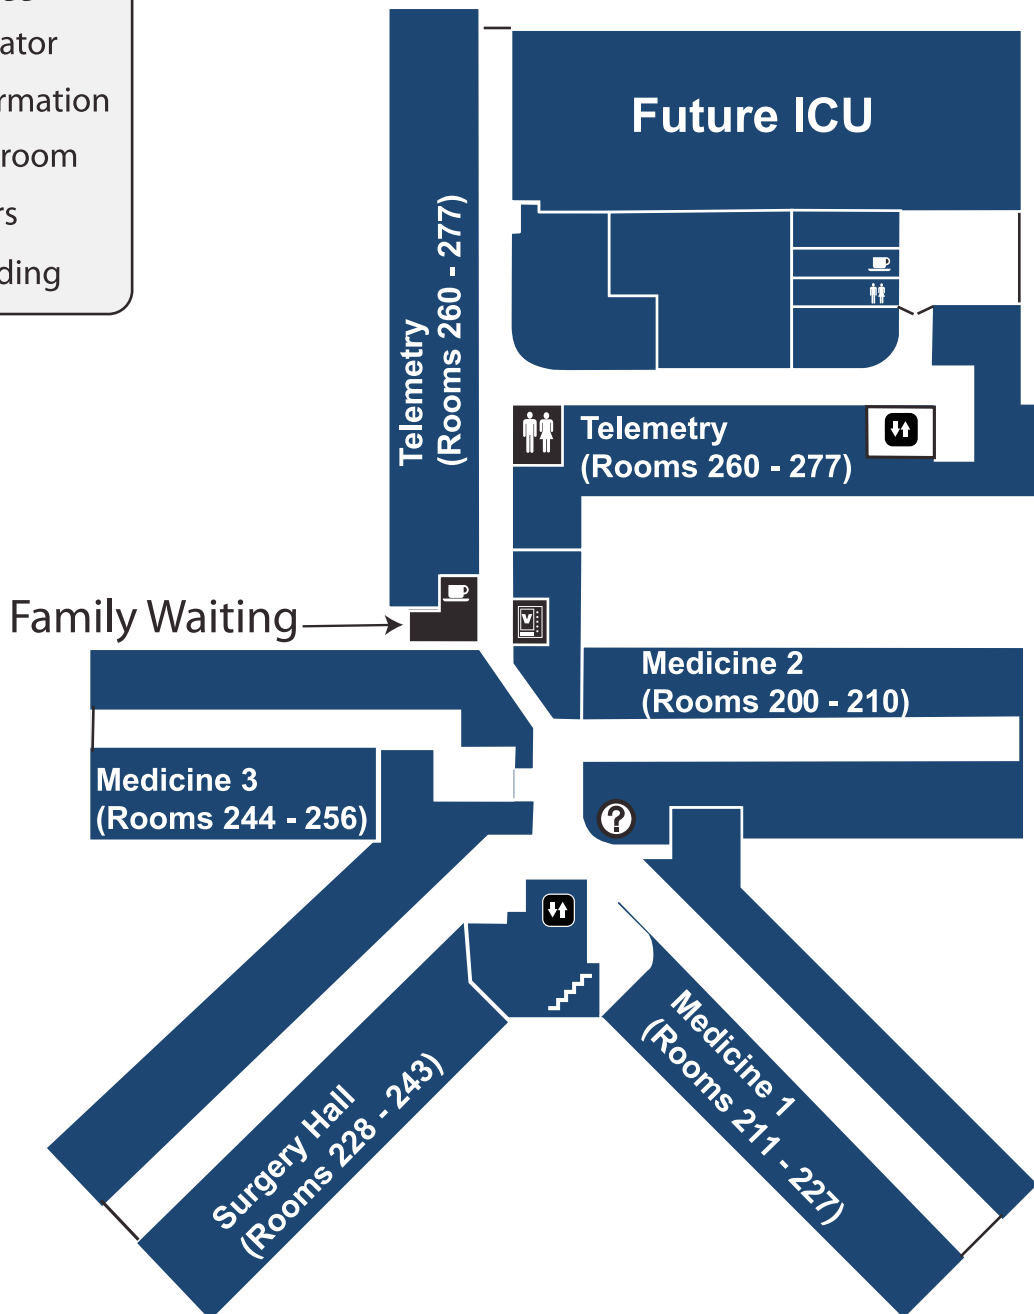 ator
rmation
room
rs
ding
Future ICU
Telemetry
(Rooms 260 - 277)
Telemetry
(Rooms 260 - 277)
Family Waiting
V
Medicine 2
(Rooms 200 - 210)
Medicine 3
(Rooms 244 - 256)
?
Medicine 1
(Rooms 211 - 227)
Surgery Hall
(Rooms 228 - 243)